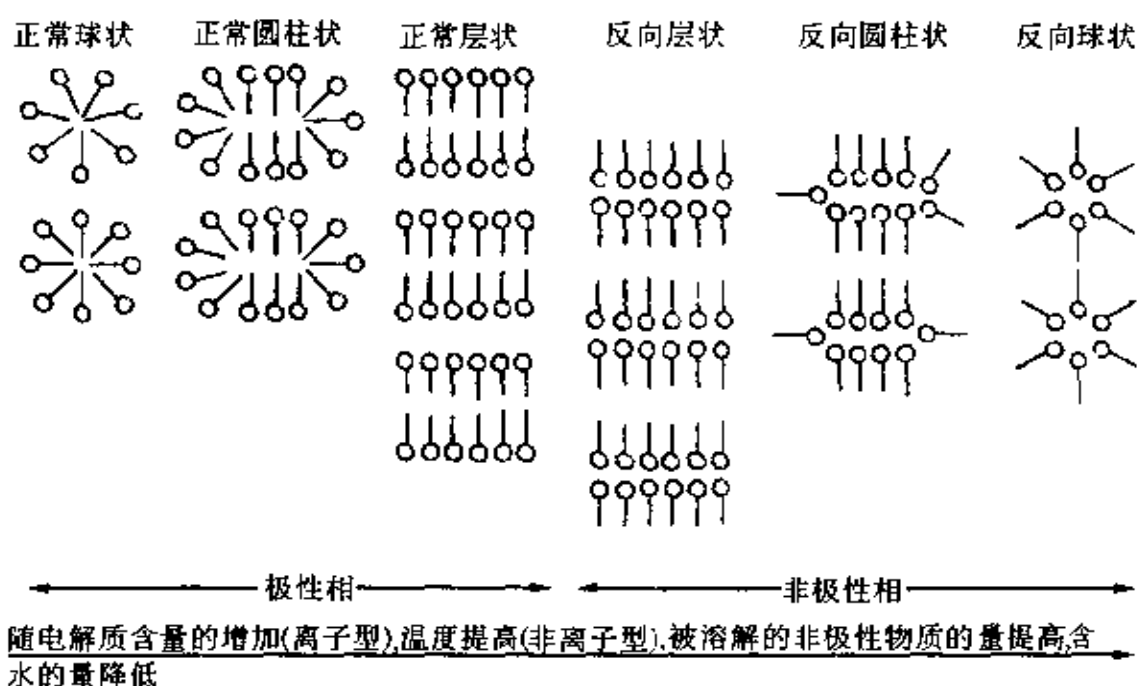 正常球状 正常圆柱状 正常层状 反向层状 反向圆柱状 反向球状
极性相 非极性相
随电解质含量的增加(离子型),温度提高(非离子型).被溶解的非极性物质的量提高,含
水的量降低